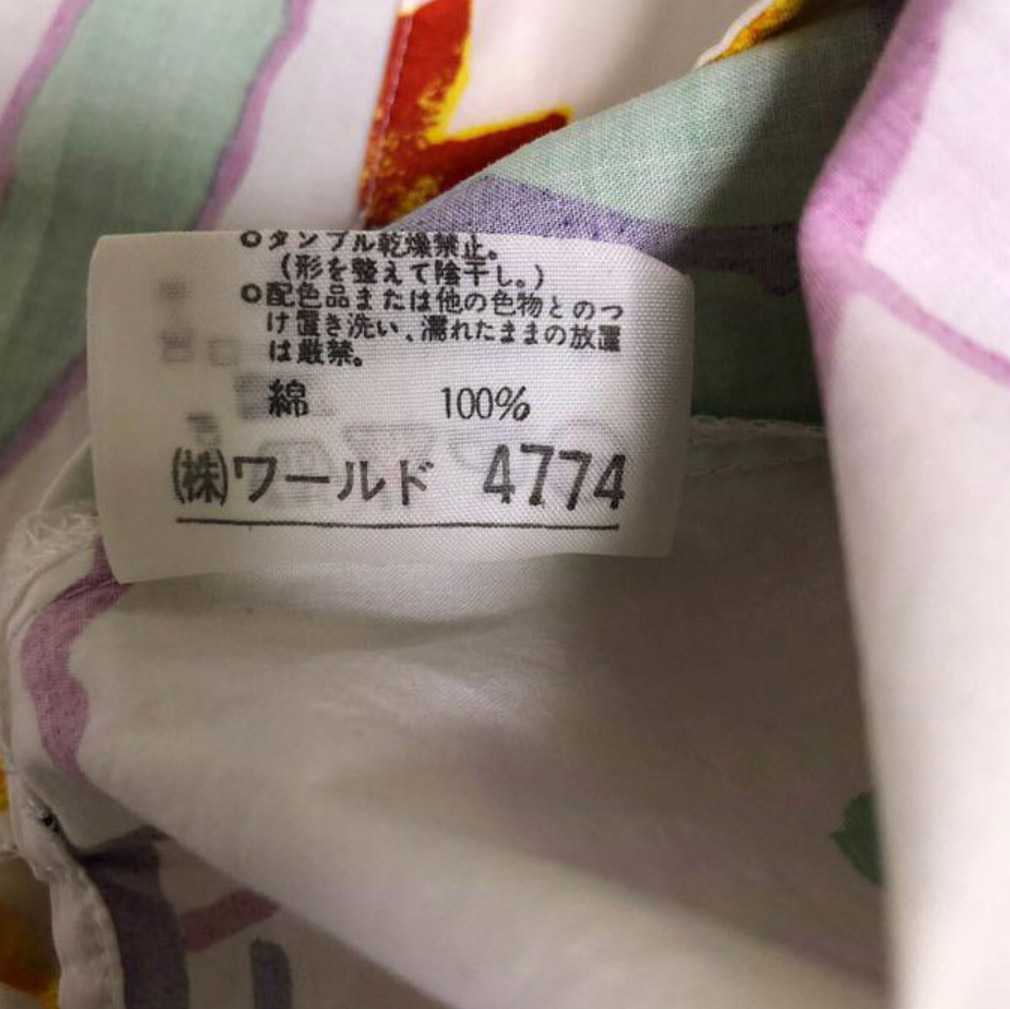 ○タンブル乾燥禁止。
(形を整えて陰干し。)
○配色品または他の色物とのつ
け置き洗い、濡れたままの放置
は厳禁。
綿 100%
㈱ワールド 4774